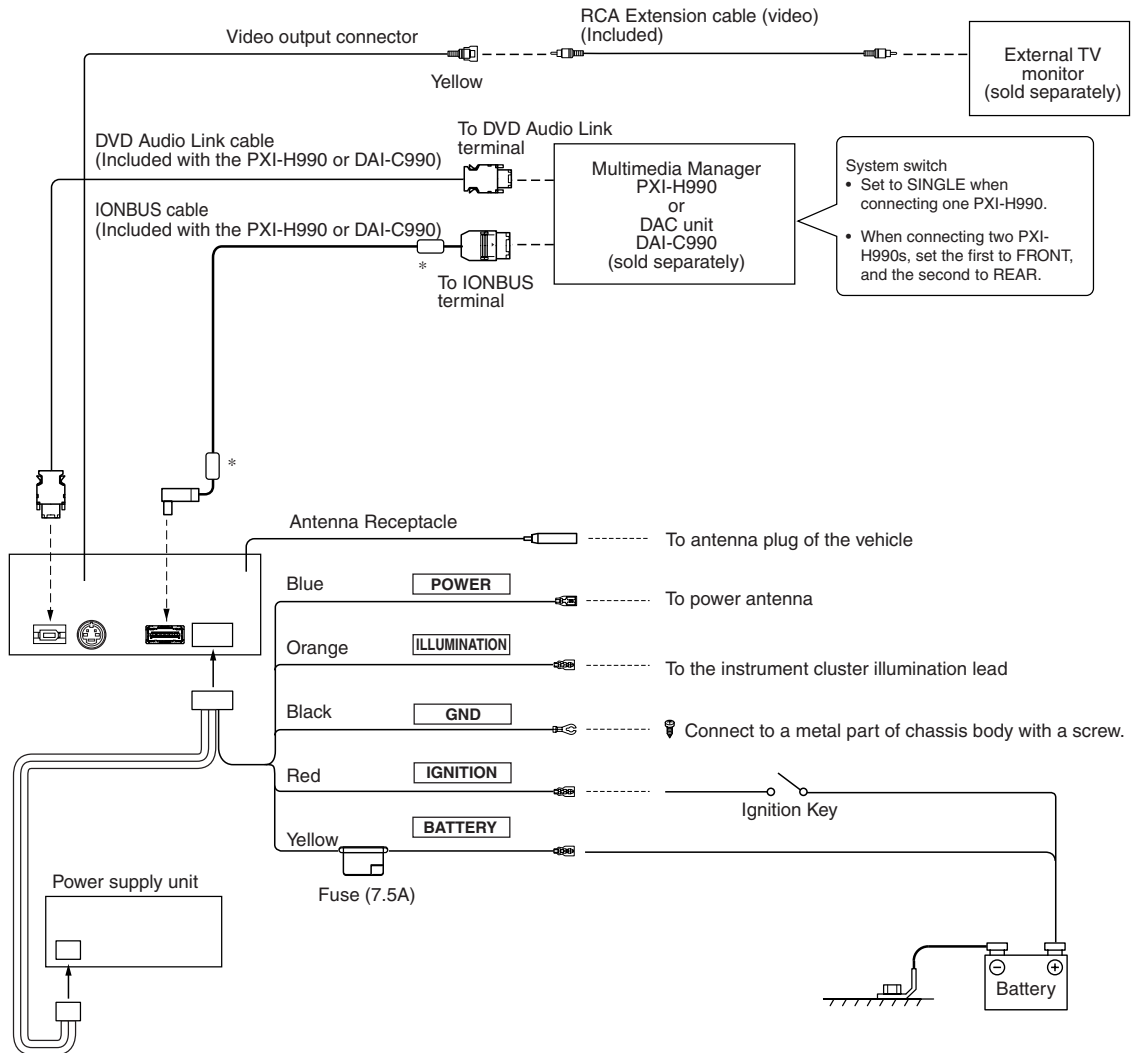 RCA Extension cable (video)
(Included)
Video output connector
Yellow
External TV
monitor
(sold separately)
DVD Audio Link cable
(Included with the PXI-H990 or DAI-C990)
To DVD Audio Link
terminal
IONBUS cable
(Included with the PXI-H990 or DAI-C990)
*
To IONBUS
terminal
Multimedia Manager
PXI-H990
or
DAC unit
DAI-C990
(sold separately)
System switch
• Set to SINGLE when
connecting one PXI-H990.
• When connecting two PXI-
H990s, set the first to FRONT,
and the second to REAR.
*
Antenna Receptacle
To antenna plug of the vehicle
Blue
POWER
To power antenna
Orange
ILLUMINATION
To the instrument cluster illumination lead
Black
GND
Connect to a metal part of chassis body with a screw.
Red
IGNITION
Ignition Key
Yellow
BATTERY
Fuse (7.5A)
Power supply unit
− +
Battery